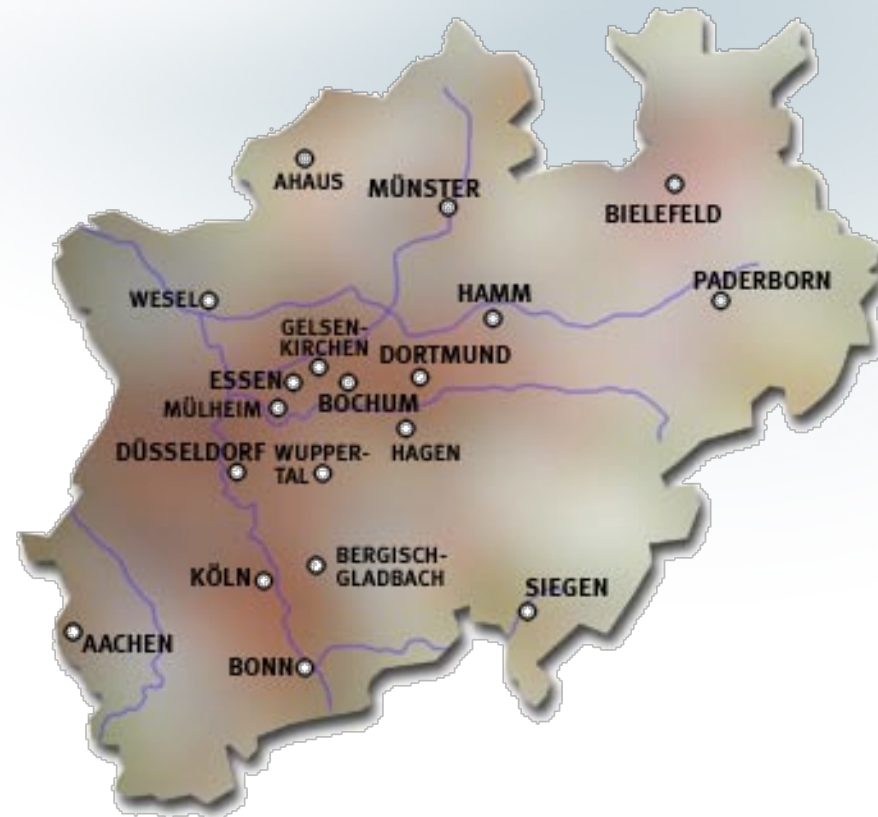 AHAUS
MÜNSTER
BIELEFELD
PADERBORN
WESEL
HAMM
GELSEN-
KIRCHEN
DORTMUND
ESSEN
MÜLHEIM
BOCHUM
HAGEN
DÜSSELDORF
WUPPER-
TAL
BERGISCH-
GLADBACH
KÖLN
SIEGEN
AACHEN
BONN